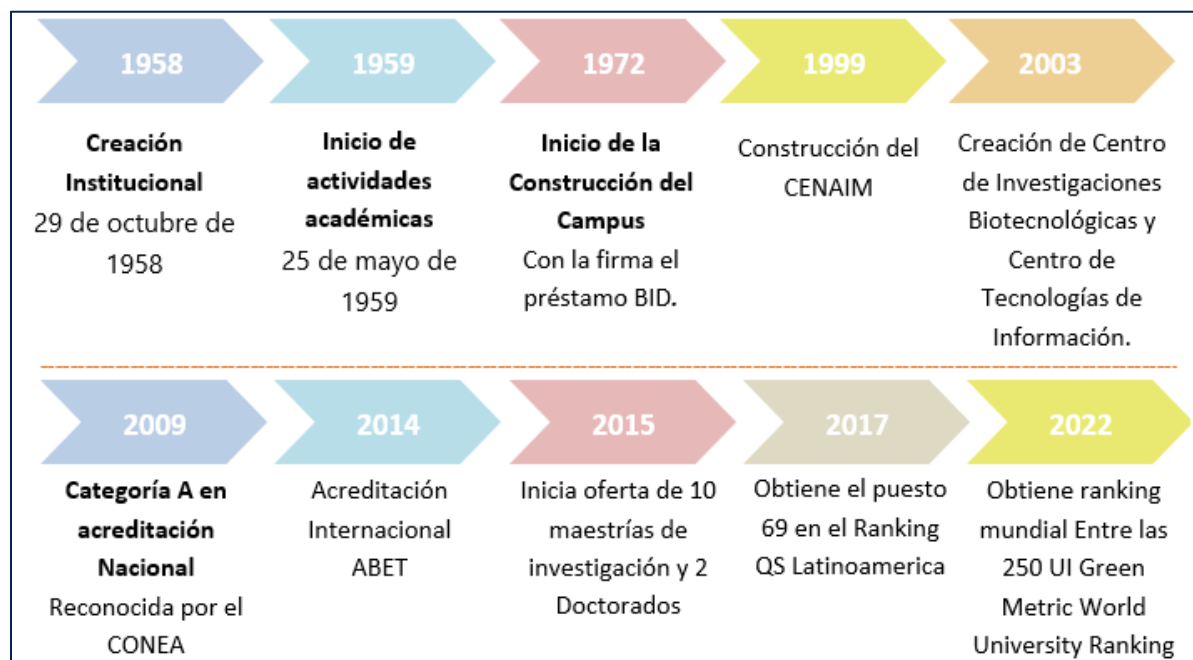 1958
Creación
Institucional
29 de octubre de
1958
1959
Inicio de
actividades
académicas
25 de mayo de
1959
1972
Inicio de la
Construcción del
Campus
Con la firma el
préstamo BID.
1999
Construcción del
CENAIM
2003
Creación de Centro
de Investigaciones
Biotecnológicas y
Centro de
Tecnologías de
Información.
2009
Categoría A en
acreditación
Nacional
Reconocida por el
CONEA
2014
Acreditación
Internacional
ABET
2015
Inicia oferta de 10
maestrías de
investigación y 2
Doctorados
2017
Obtiene el puesto
69 en el Ranking
QS Latinoamerica
2022
Obtiene ranking
mundial Entre las
250 UI Green
Metric World
University Ranking